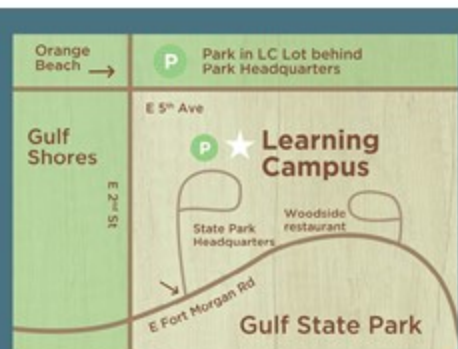 Orange
Beach
P
Park in LC Lot behind
Park Headquarters
E 5th Ave
Gulf
Shores
P
Learning
Campus
E 2nd St
State Park
Headquarters
Woodside
restaurant
E Fort Morgan Rd
Gulf State Park